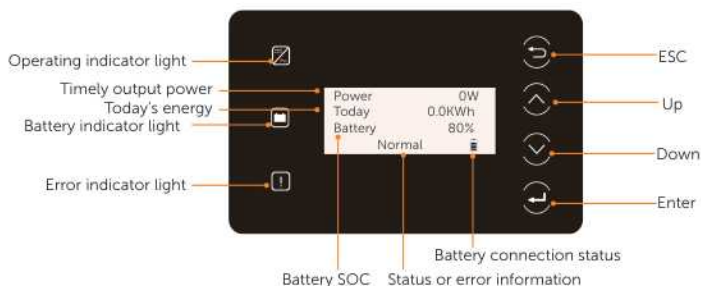 Operating indicator light
Timely output power
Today's energy
Battery indicator light
Error indicator light
Power 0W
Today 0.0KWh
Battery 80%
Normal
ESC
Up
Down
Enter
Battery connection status
Battery SOC
Status or error information